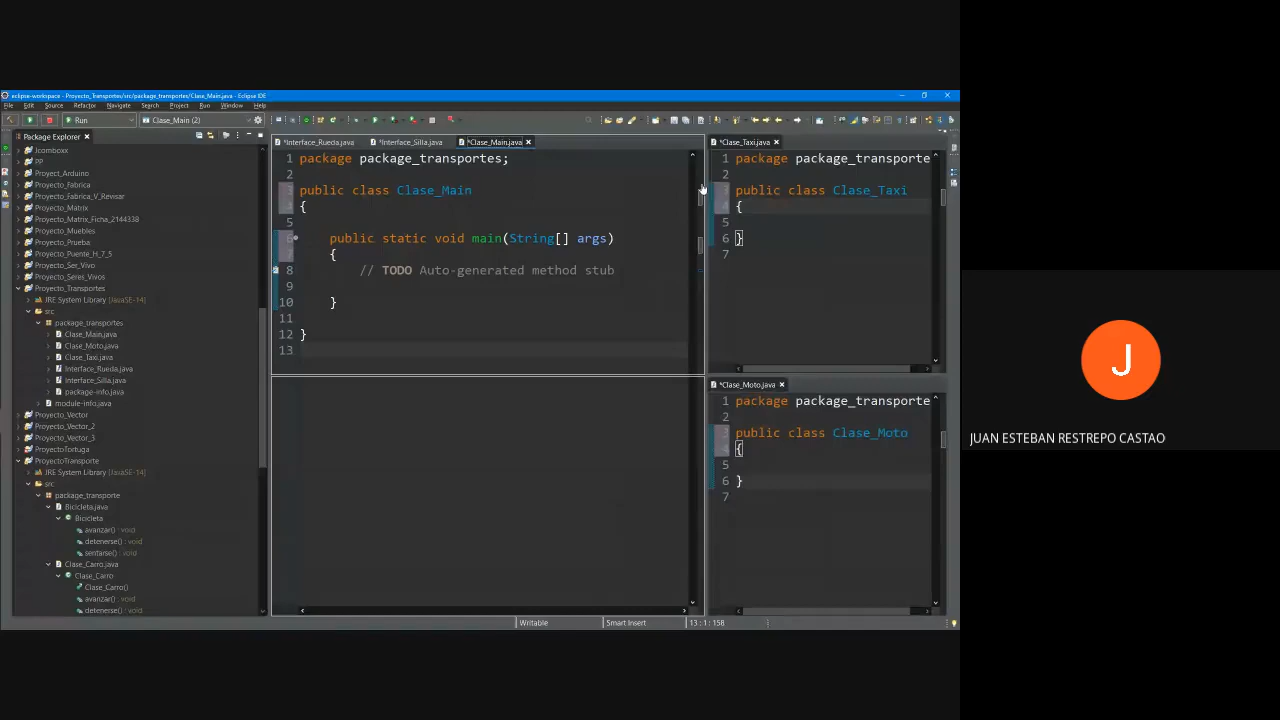 eclipse-workspace - Proyecto_Transportes/src/package_transportes/Clase_Main.java - Eclipse IDE
File Edit Source Refactor Navigate Search Project Run Window Help
Run
Clase_Main (2)
Package Explorer
Jcomboxx
PP
Proyect_Arduino
Proyecto_Fabrica
Proyecto_Fabrica_V_Revisar
Proyecto_Matrix
Proyecto_Matrix_Ficha_2144338
Proyecto_Muebles
Proyecto_Prueba
Proyecto_Puente_H_7_5
Proyecto_Ser_Vivo
Proyecto_Seres_Vivos
Proyecto_Transportes
JRE System Library [JavaSE-14]
src
package_transportes
Clase_Main.java
Clase_Moto.java
Clase_Taxi.java
Interface_Rueda.java
Interface_Silla.java
package-info.java
module-info.java
Proyecto_Vector
Proyecto_Vector_2
Proyecto_Vector_3
ProyectoTortuga
ProyectoTransporte
JRE System Library [JavaSE-14]
src
package_transporte
Bicicleta.java
Bicicleta
avanzar() : void
detenerse() : void
sentarse() : void
Clase_Carro.java
Clase_Carro
Clase_Carro()
avanzar() : void
detenerse() : void
*Interface_Rueda.java
*Interface_Silla.java
*Clase_Main.java
1 package package_transportes;
2
3 public class Clase_Main
4 {
5
6 public static void main(String[] args)
7 {
8 // TODO Auto-generated method stub
9
10 }
11
12 }
13
*Clase_Taxi.java
1 package package_transporte
2
3 public class Clase_Taxi
4 {
5
6 }
7
*Clase_Moto.java
1 package package_transporte
2
3 public class Clase_Moto
4 {
5
6 }
7
Writable
Smart Insert
13 : 1 : 158
J
JUAN ESTEBAN RESTREPO CASTAO